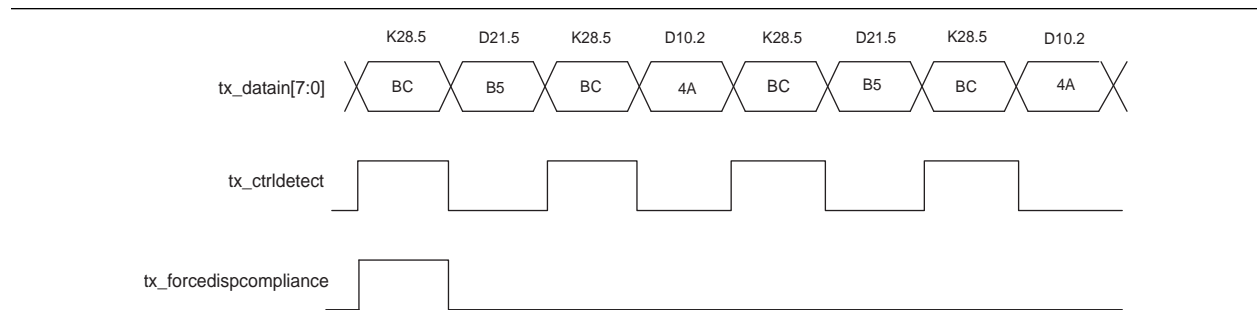 K28.5 D21.5 K28.5 D10.2 K28.5 D21.5 K28.5 D10.2
tx_datain[7:0] BC B5 BC 4A BC B5 BC 4A
tx_ctrldetect
tx_forcedispcompliance